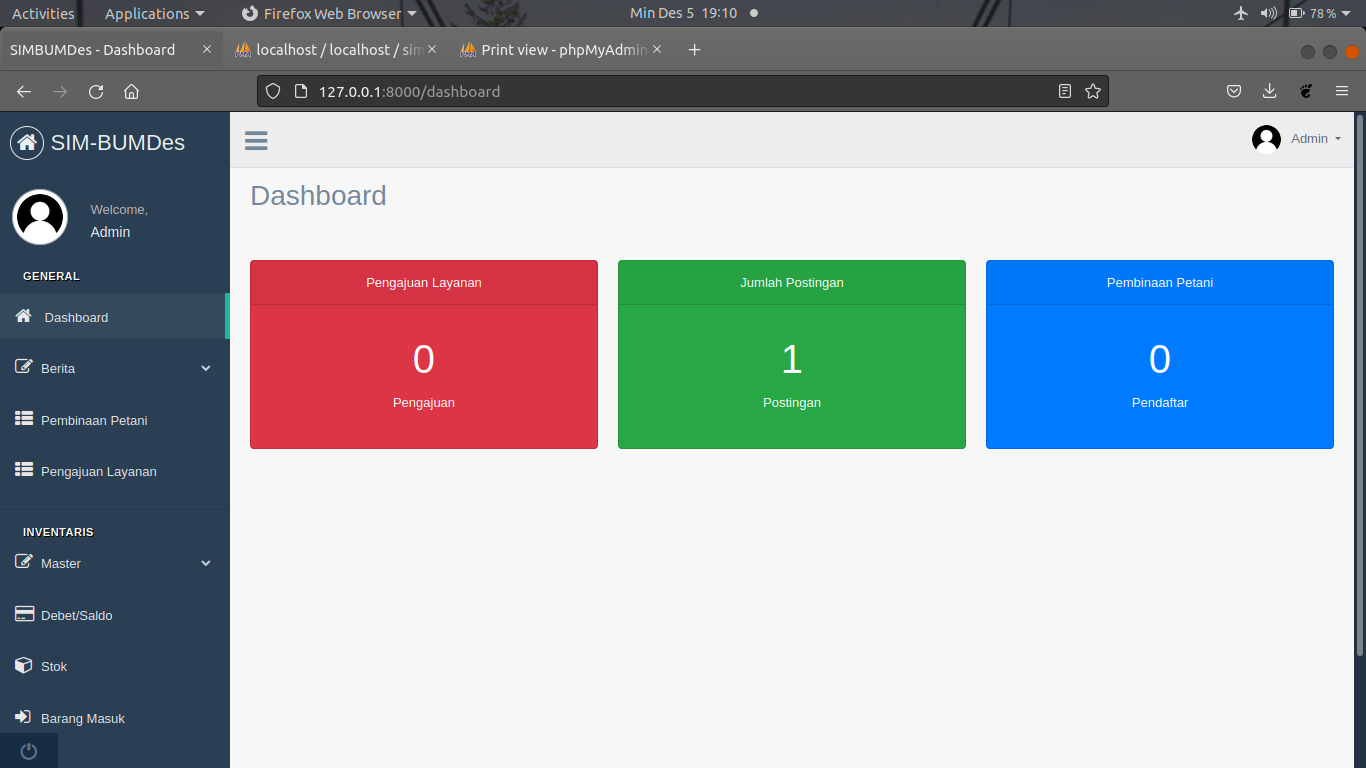 Activities Applications Firefox Web Browser Min Des 5 19:10 78 %
SIMBUMDes - Dashboard localhost / localhost / sim Print view - phpMyAdmin
127.0.0.1:8000/dashboard
SIM-BUMDes
Admin
Welcome,
Admin
Dashboard
GENERAL
Dashboard
Berita
Pembinaan Petani
Pengajuan Layanan
INVENTARIS
Master
Debet/Saldo
Stok
Barang Masuk
Pengajuan Layanan
0
Pengajuan
Jumlah Postingan
1
Postingan
Pembinaan Petani
0
Pendaftar